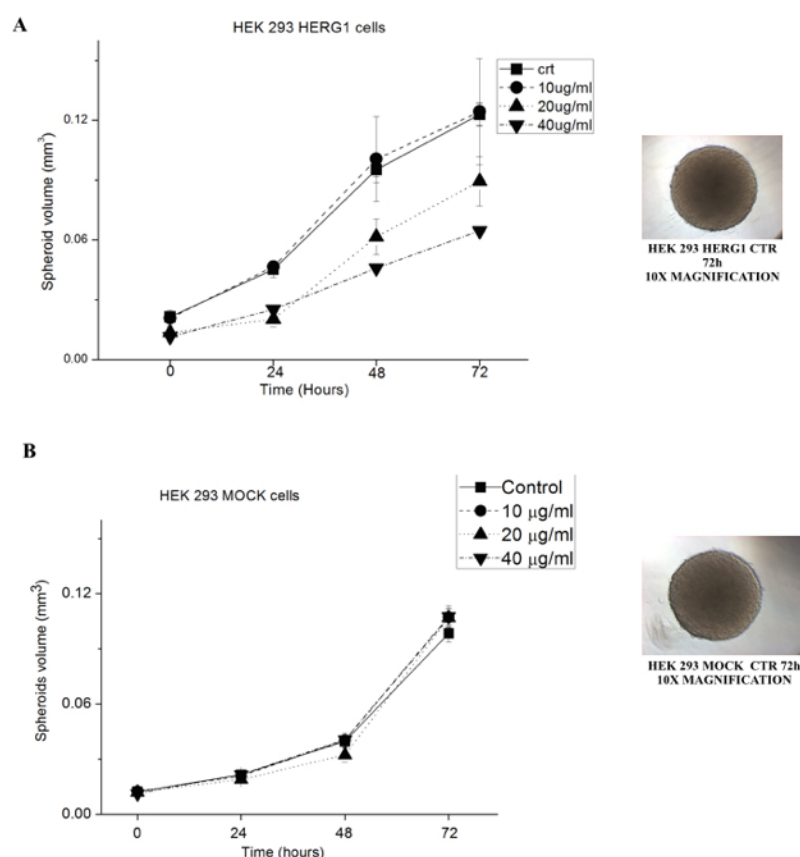 A
HEK 293 HERG1 cells
crt
10ug/ml
20ug/ml
40ug/ml
0.12
0.06
0.00
Spheroid volume (mm³)
0 24 48 72
Time (Hours)
HEK 293 HERG1 CTR
72h
10X MAGNIFICATION
B
HEK 293 MOCK cells
Control
10 µg/ml
20 µg/ml
40 µg/ml
0.12
0.06
0.00
Spheroids volume (mm³)
0 24 48 72
Time (hours)
HEK 293 MOCK CTR 72h
10X MAGNIFICATION